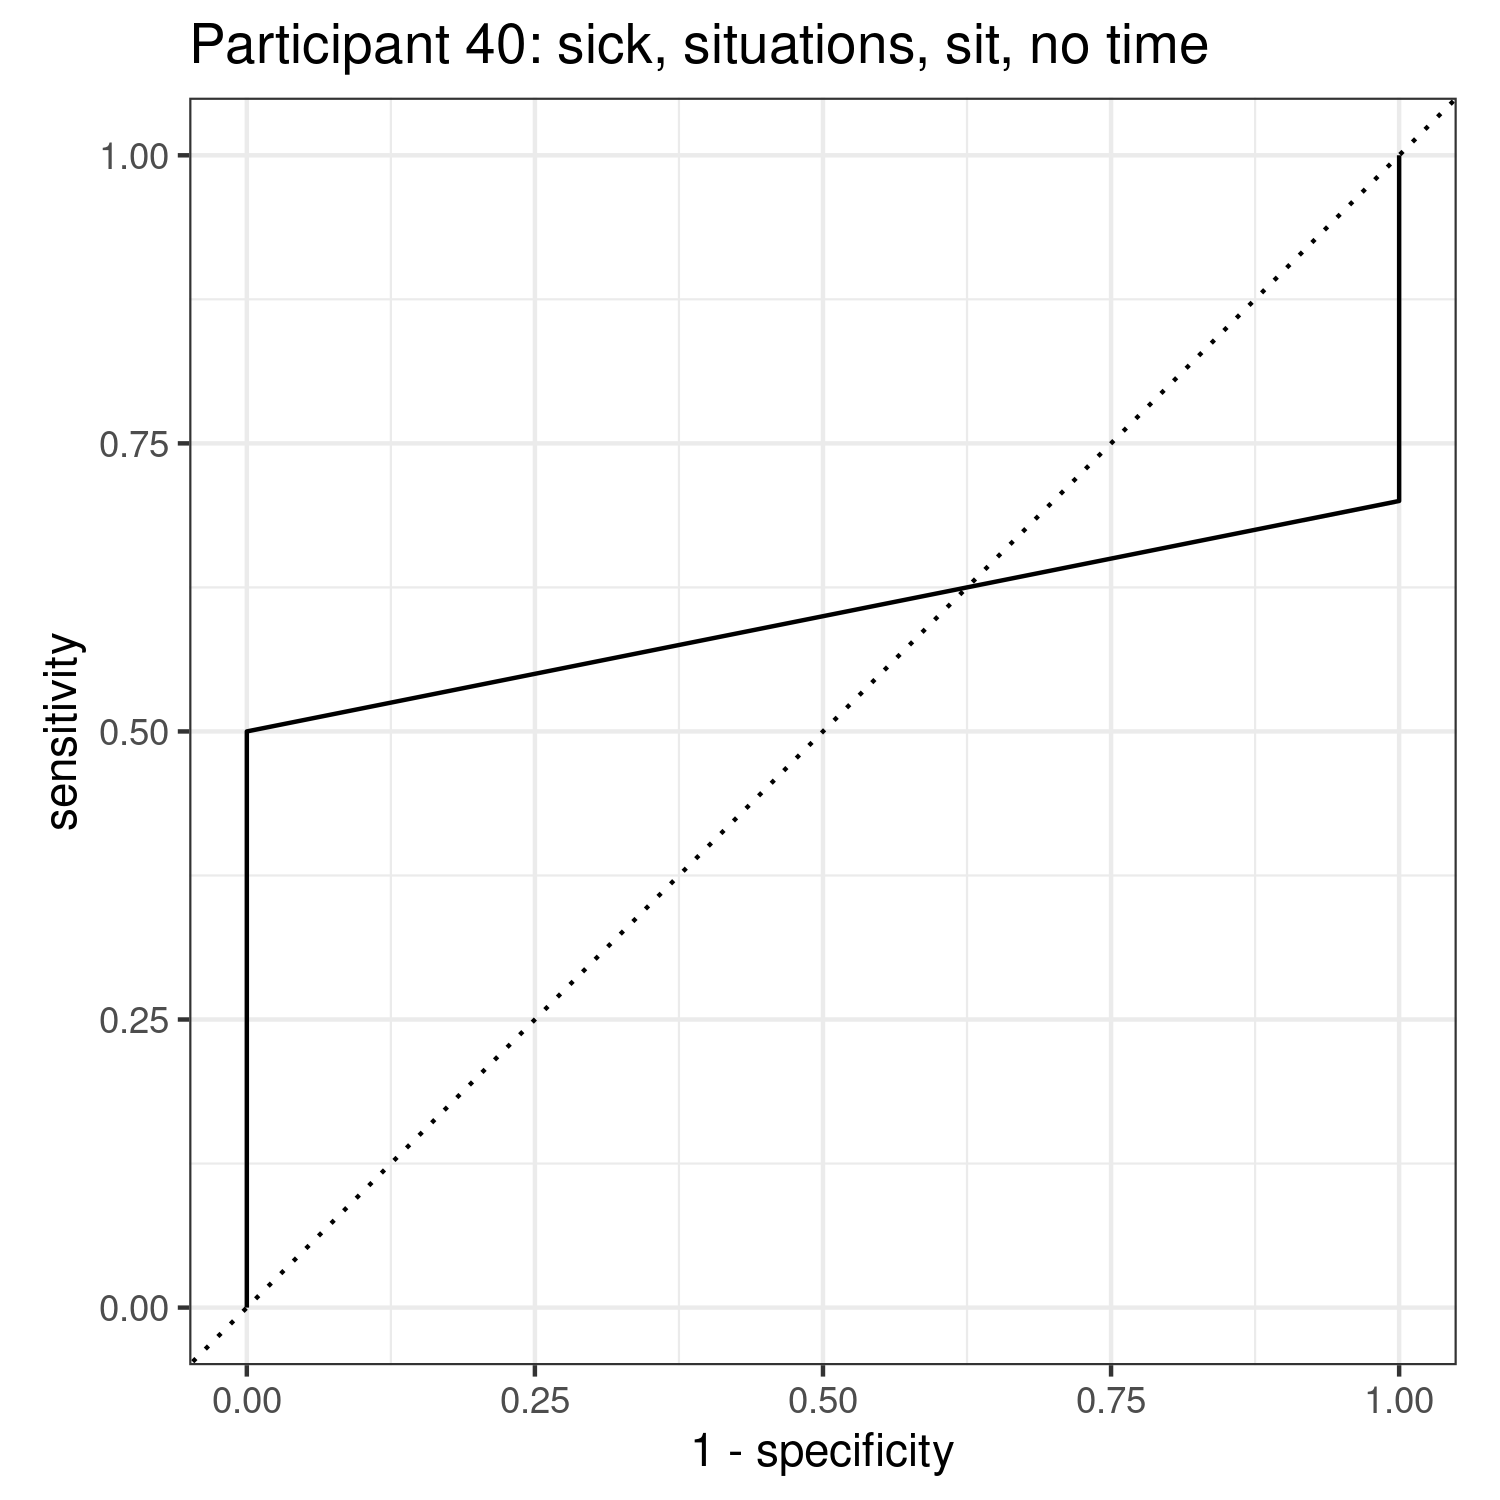 Participant 40: sick, situations, sit, no time
1.00
0.75
0.50
0.25
0.00
sensitivity
0.00 0.25 0.50 0.75 1.00
1 - specificity